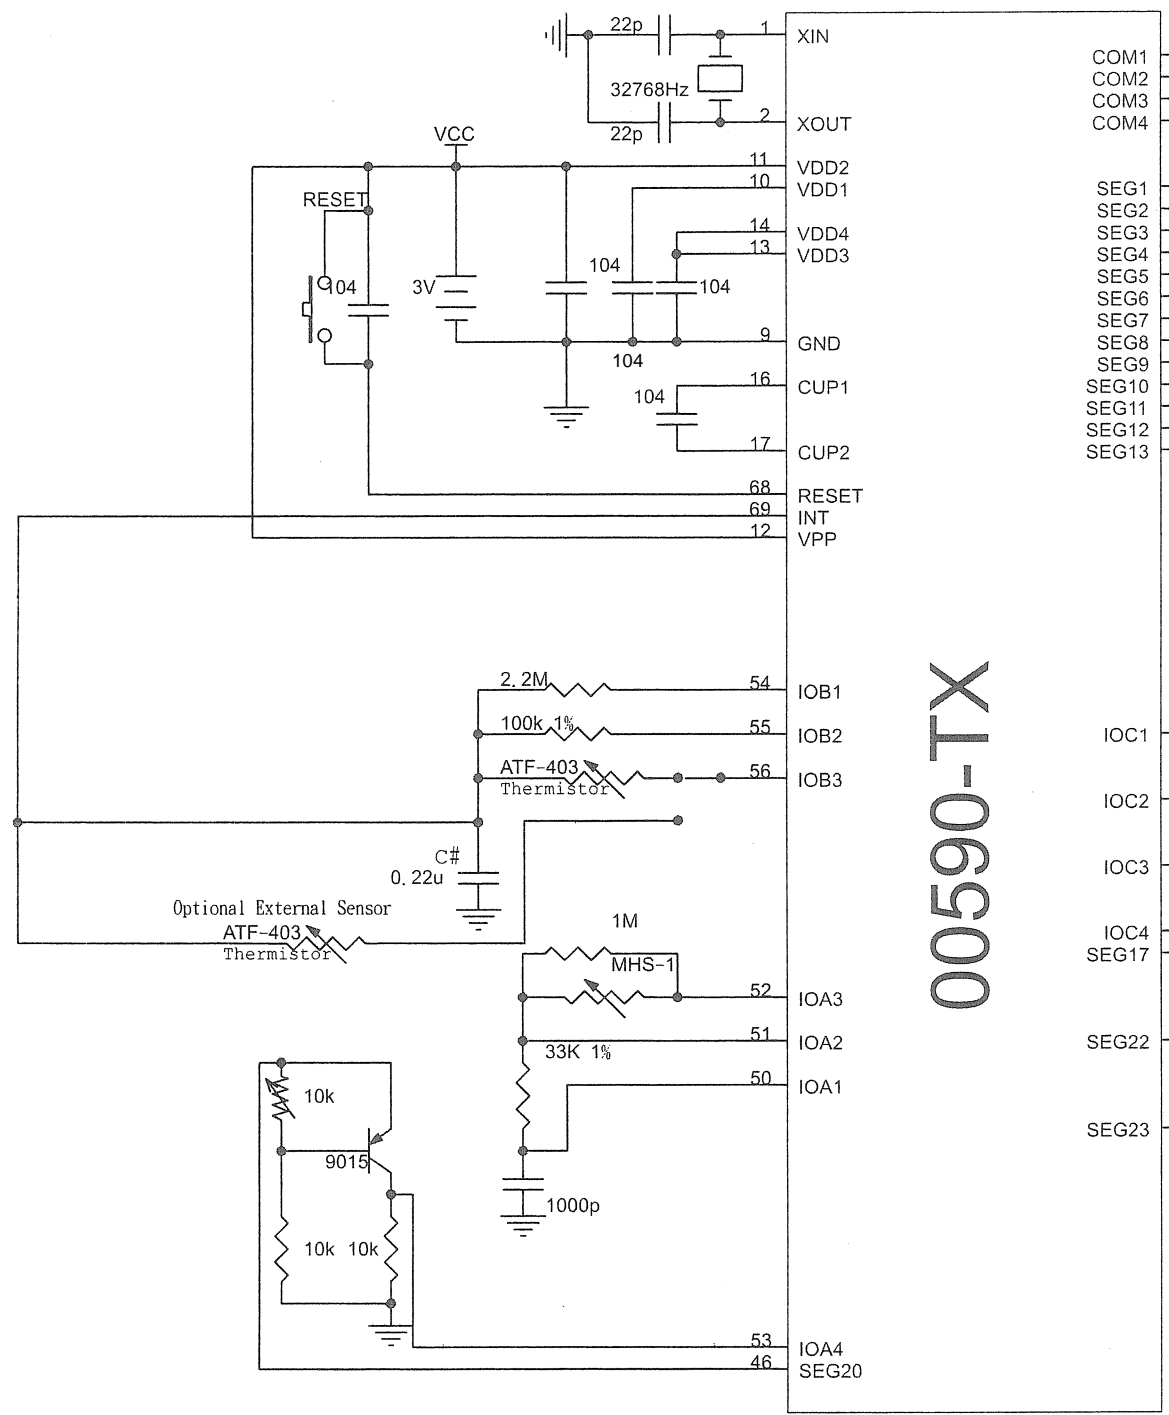 22p
1
XIN
COM1
COM2
32768Hz
COM3
2
XOUT
COM4
22p
VCC
11
VDD2
10
VDD1
SEG1
RESET
SEG2
14
VDD4
SEG3
13
VDD3
SEG4
104
SEG5
104
3V
104
SEG6
SEG7
9
GND
SEG8
104
SEG9
16
CUP1
SEG10
104
SEG11
SEG12
17
CUP2
SEG13
68
RESET
69
INT
12
VPP
2.2M
54
IOB1
100k 1%
55
IOB2
IOC1
ATF-403
56
IOB3
Thermistor
IOC2
00590-TX
C#
0.22u
IOC3
Optional External Sensor
ATF-403
1M
IOC4
Thermistor
SEG17
MHS-1
52
IOA3
51
IOA2
SEG22
33K 1%
50
IOA1
10k
SEG23
9015
1000p
10k 10k
53
IOA4
46
SEG20